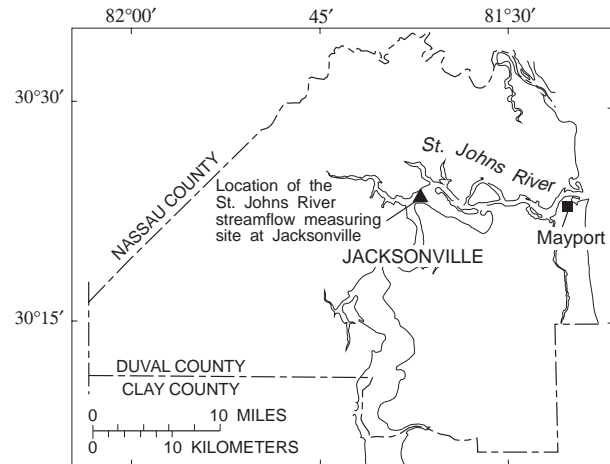 82°00′
45′
81°30′
30°30′
St. Johns River
NASSAU COUNTY
Location of the
St. Johns River
streamflow measuring
site at Jacksonville
Mayport
JACKSONVILLE
30°15′
DUVAL COUNTY
CLAY COUNTY
0 10 MILES
0 10 KILOMETERS